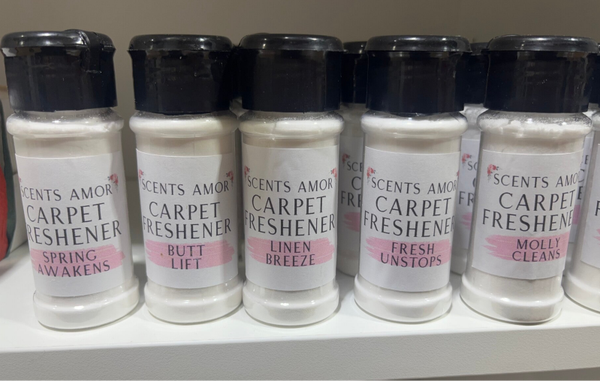 SCENTS AMOR
CARPET
FRESHENER
SPRING
AWAKENS
SCENTS AMOR
CARPET
FRESHENER
BUTT
LIFT
SCENTS AMOR
CARPET
FRESHENER
LINEN
BREEZE
SCENTS AMOR
CARPET
FRESHENER
FRESH
UNSTOPS
SCENTS AMOR
CARPET
FRESHENER
MOLLY
CLEANS